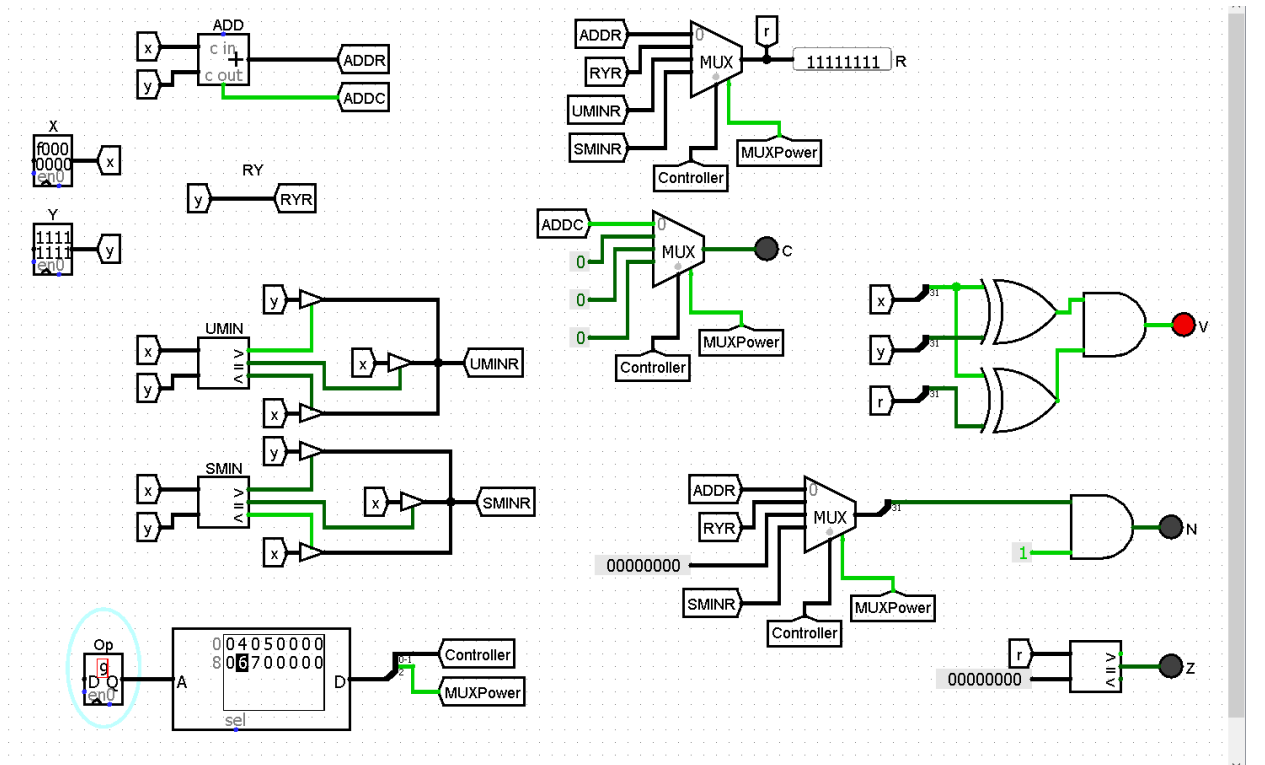 ADD
x
y
c in
+
c out
ADDR
ADDC
X
f000
0000
en0
x
RY
y
RYR
Y
1111
1111
en0
y
UMIN
x
y
y
x
x
UMINR
SMIN
x
y
y
x
x
SMINR
Op
9
D Q
en0
A
0 04050000
8 06700000
D
sel
0-1
2
Controller
MUXPower
ADDR
RYR
UMINR
SMINR
0
MUX
r
11111111 R
MUXPower
Controller
ADDC
0
0
0
0
MUX
C
MUXPower
Controller
x
31
y
31
r
31
V
ADDR
RYR
00000000
SMINR
0
MUX
31
1
N
MUXPower
Controller
r
00000000
Z